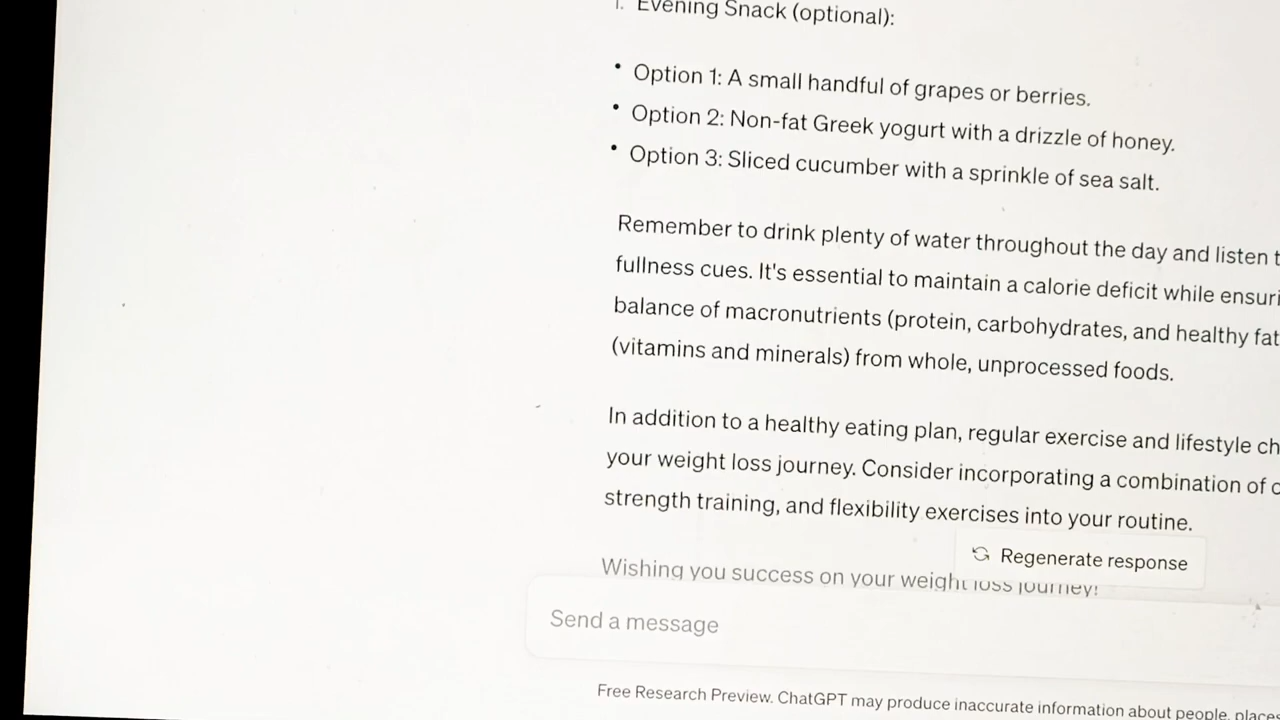 1. Evening Snack (optional):
• Option 1: A small handful of grapes or berries.
• Option 2: Non-fat Greek yogurt with a drizzle of honey.
• Option 3: Sliced cucumber with a sprinkle of sea salt.
Remember to drink plenty of water throughout the day and listen
fullness cues. It's essential to maintain a calorie deficit while
balance of macronutrients (protein, carbohydrates, and healthy
(vitamins and minerals) from whole, unprocessed foods.
In addition to a healthy eating plan, regular exercise and lifestyle
your weight loss journey. Consider incorporating a combination of
strength training, and flexibility exercises into your routine.
Regenerate response
Wishing you success on your weight loss journey!
Send a message
Free Research Preview. ChatGPT may produce inaccurate information about people, places